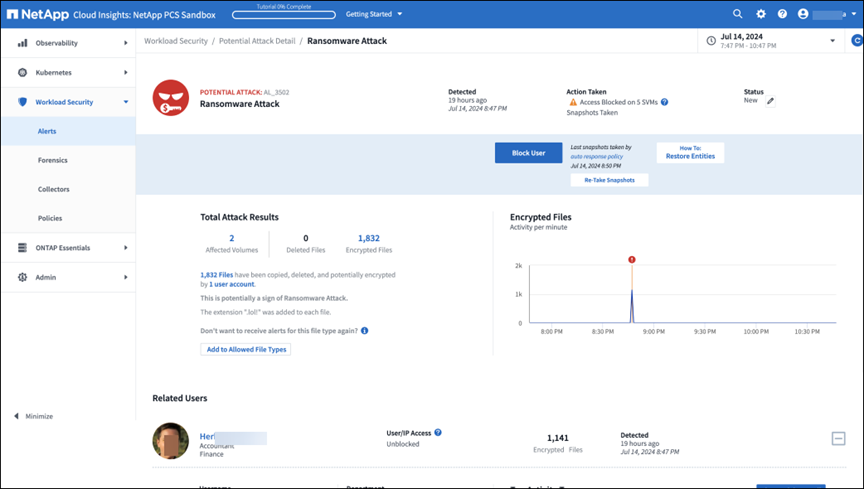 NetApp Cloud Insights: NetApp PCS Sandbox
Tutorial 0% Complete
Getting Started
Observability
Kubernetes
Workload Security
Alerts
Forensics
Collectors
Policies
ONTAP Essentials
Admin
Minimize
Workload Security / Potential Attack Detail / Ransomware Attack
Jul 14, 2024
7:47 PM - 10:47 PM
POTENTIAL ATTACK: AL_3502
Ransomware Attack
Detected
19 hours ago
Jul 14, 2024 8:47 PM
Action Taken
Access Blocked on 5 SVMs
Snapshots Taken
Status
New
Block User
Last snapshots taken by
auto response policy
Jul 14, 2024 8:50 PM
Re-Take Snapshots
How To:
Restore Entities
Total Attack Results
2
Affected Volumes
0
Deleted Files
1,832
Encrypted Files
1,832 Files have been copied, deleted, and potentially encrypted
by 1 user account.
This is potentially a sign of Ransomware Attack.
The extension ".lol!" was added to each file.
Don't want to receive alerts for this file type again?
Add to Allowed File Types
Encrypted Files
Activity per minute
2k
1k
0
8:00 PM 8:30 PM 9:00 PM 9:30 PM 10:00 PM 10:30 PM
Related Users
Accountant
Finance
User/IP Access
Unblocked
1,141
Encrypted Files
Detected
19 hours ago
Jul 14, 2024 8:47 PM